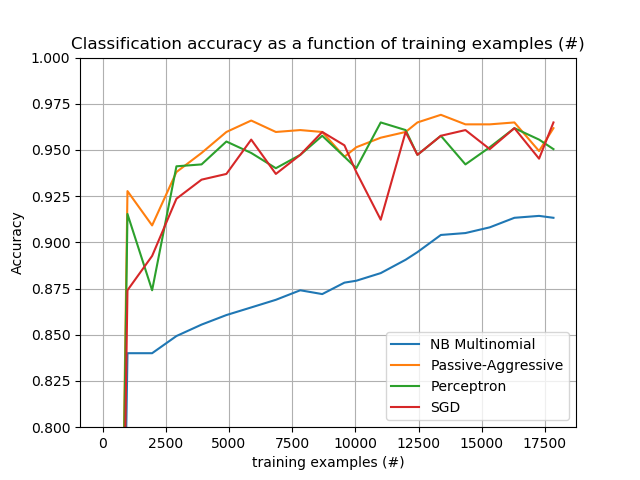 Classification accuracy as a function of training examples (#)
1.000
0.975
0.950
0.925
0.900
0.875
0.850
0.825
0.800
Accuracy
NB Multinomial
Passive-Aggressive
Perceptron
SGD
0 2500 5000 7500 10000 12500 15000 17500
training examples (#)